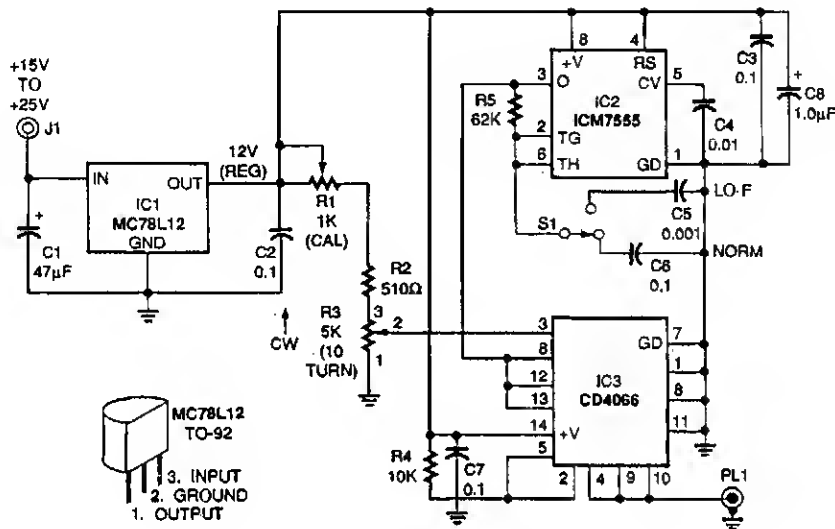 +15V
TO
+25V
J1
IN
OUT
IC1
MC78L12
GND
C1
47µF
+
12V
(REG)
C2
0.1
R1
1K
(CAL)
CW
R2
510Ω
R3
5K
(10
TURN)
3
2
1
8
4
+V
RS
3
O
CV
5
IC2
ICM7555
R5
62K
2
TG
6
TH
GD
1
C3
0.1
+
C8
1.0µF
C4
0.01
LO-F
C5
0.001
S1
NORM
C6
0.1
3
8
12
13
14
+V
5
IC3
CD4066
GD
7
1
8
11
2
4
9
10
R4
10K
C7
0.1
PL1
MC78L12
TO-92
3. INPUT
2. GROUND
1. OUTPUT